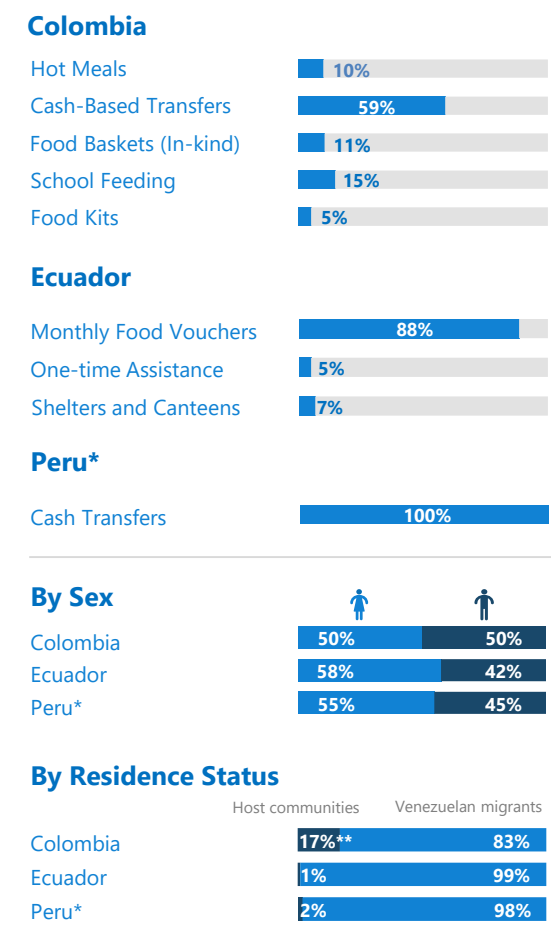 Colombia
Hot Meals 10%
Cash-Based Transfers 59%
Food Baskets (In-kind) 11%
School Feeding 15%
Food Kits 5%
Ecuador
Monthly Food Vouchers 88%
One-time Assistance 5%
Shelters and Canteens 7%
Peru*
Cash Transfers 100%
By Sex
Colombia 50% 50%
Ecuador 58% 42%
Peru* 55% 45%
By Residence Status
Host communities Venezuelan migrants
Colombia 17%** 83%
Ecuador 1% 99%
Peru* 2% 98%